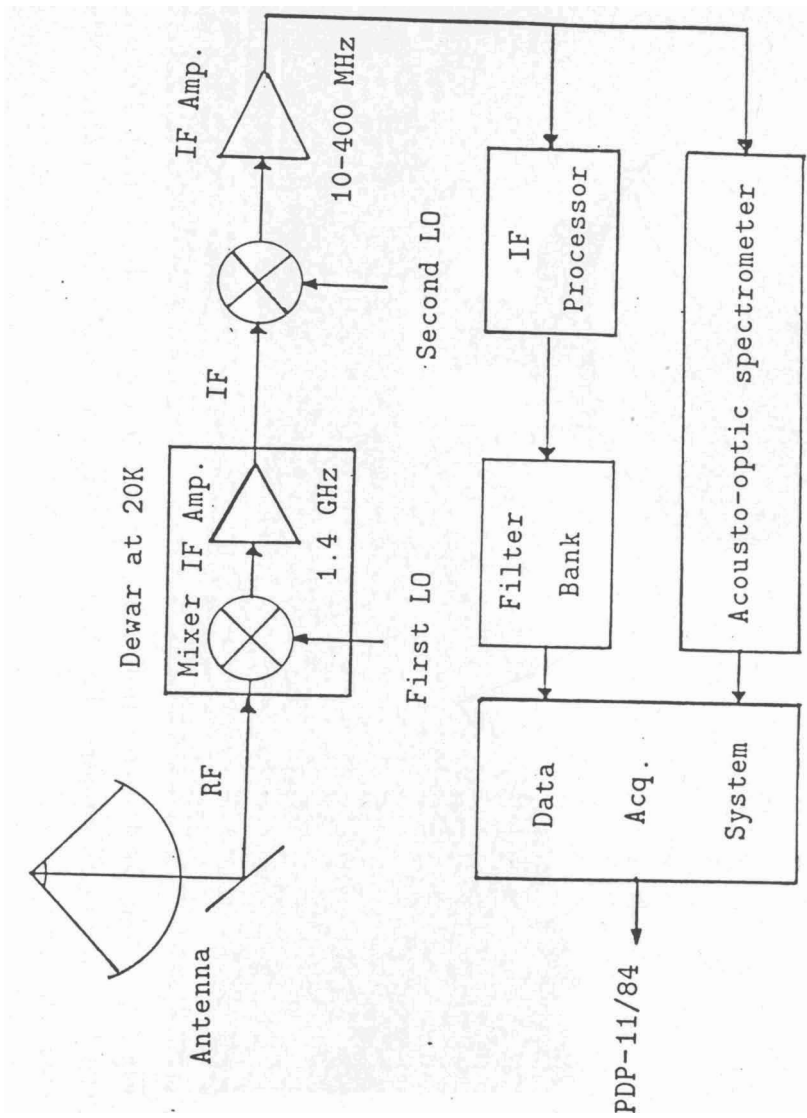 Antenna
RF
Dewar at 20K
Mixer IF Amp.
1.4 GHz
First LO
IF
Second LO
IF Amp.
10-400 MHz
IF
Processor
Filter
Bank
Acousto-optic spectrometer
Data
Acq.
System
PDP-11/84